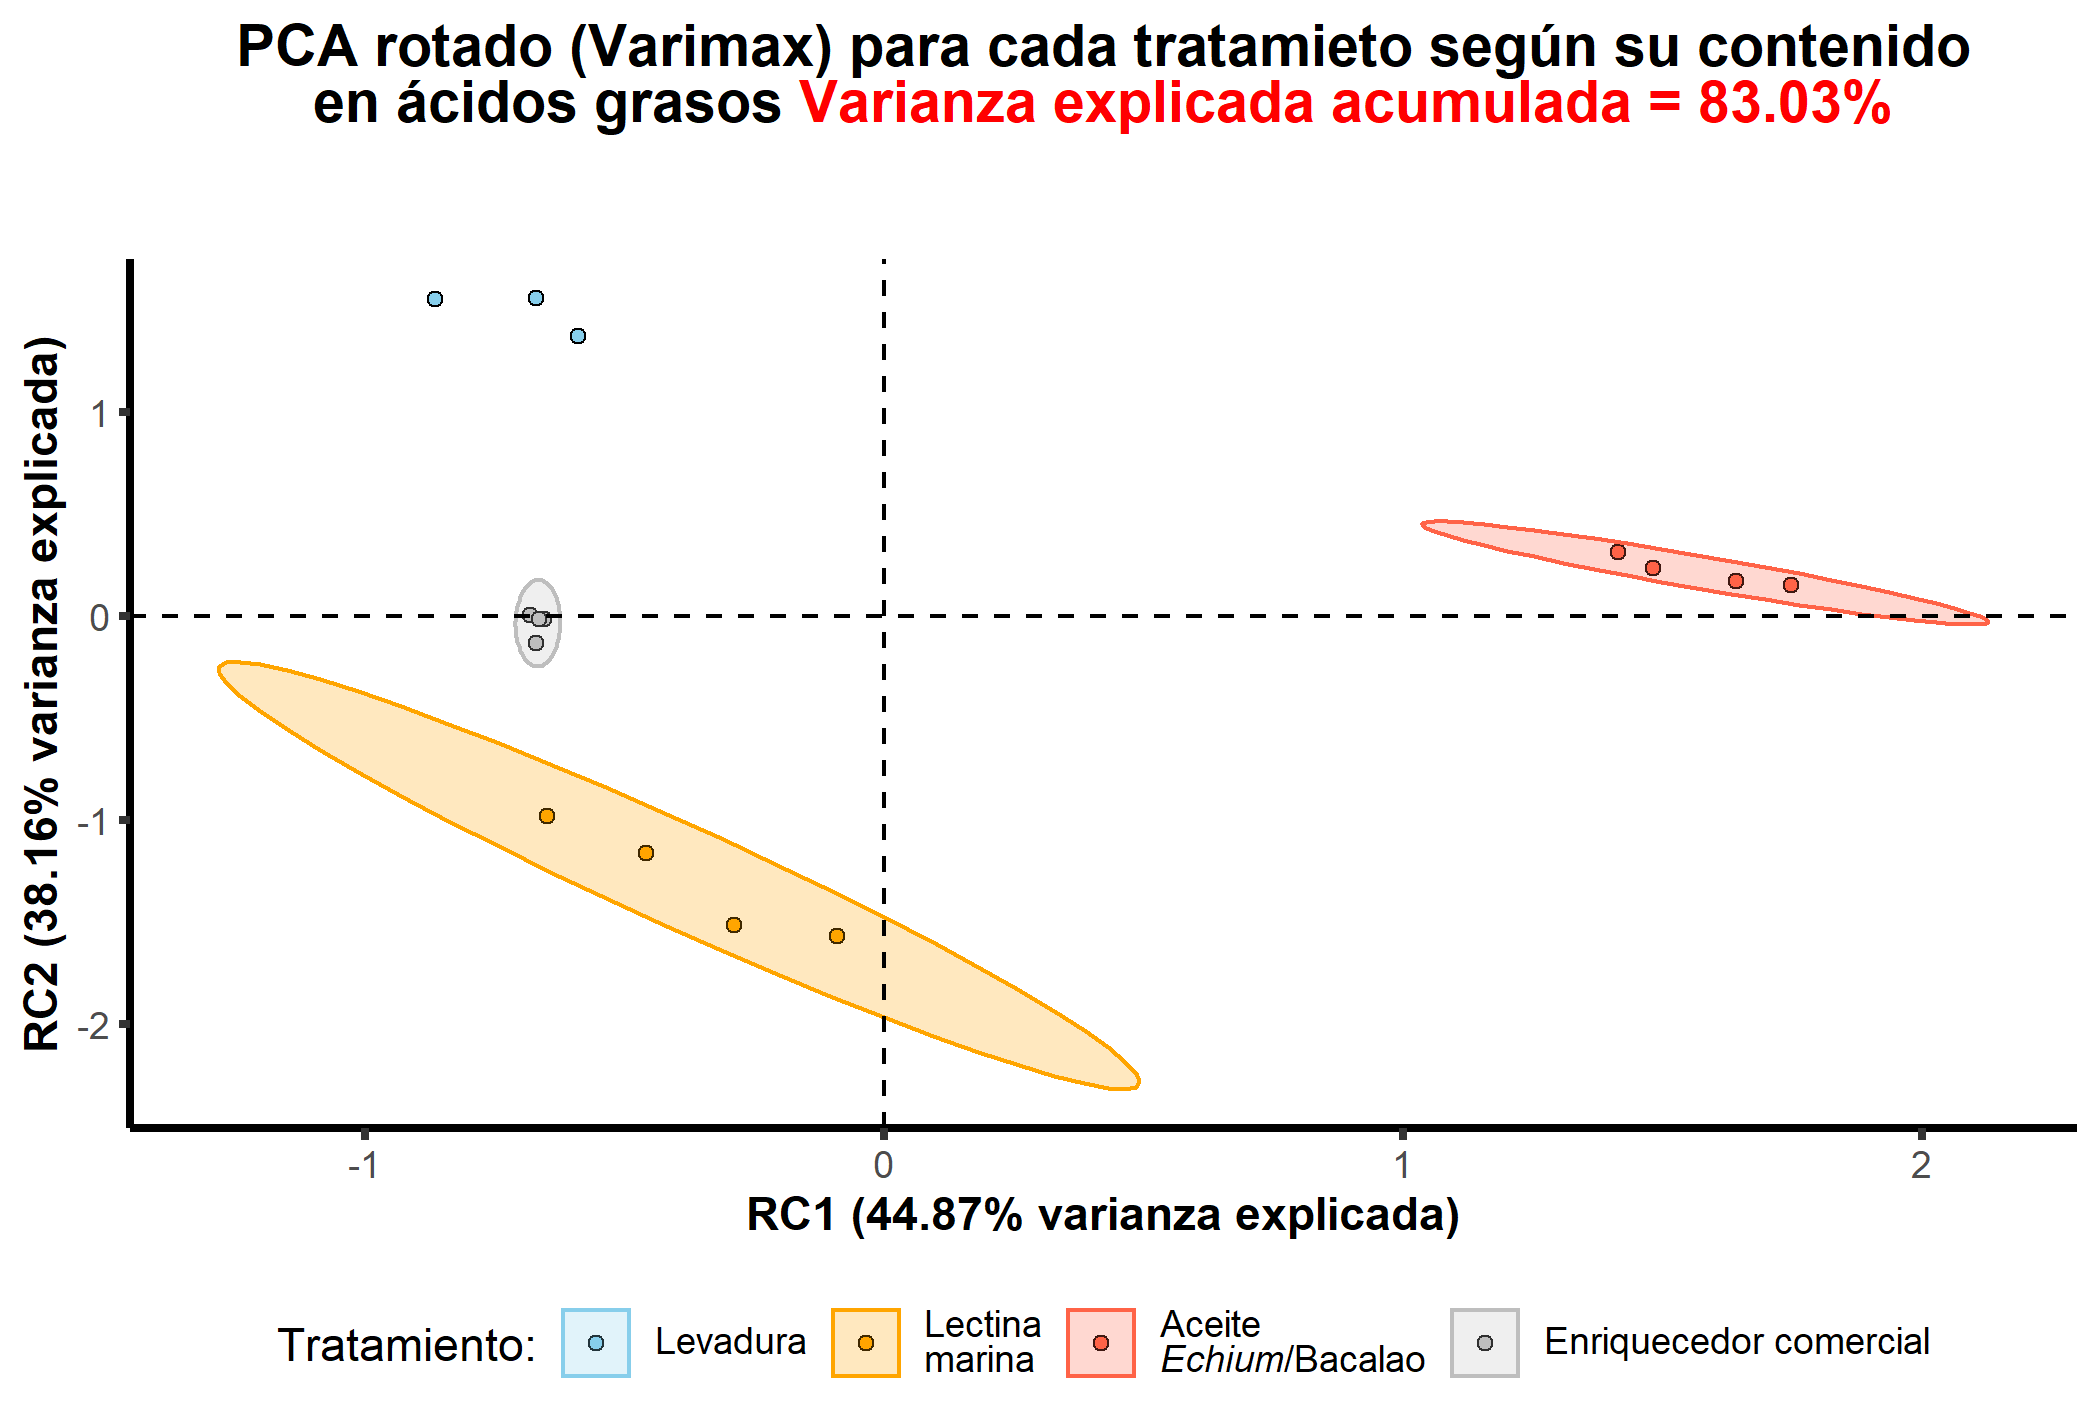 PCA rotado (Varimax) para cada tratamieto según su contenido
en ácidos grasos Varianza explicada acumulada = 83.03%
RC2 (38.16% varianza explicada)
1
0
-1
-2
-1
0
1
2
RC1 (44.87% varianza explicada)
Tratamiento:
Levadura
Lectina
marina
Aceite
Echium/Bacalao
Enriquecedor comercial